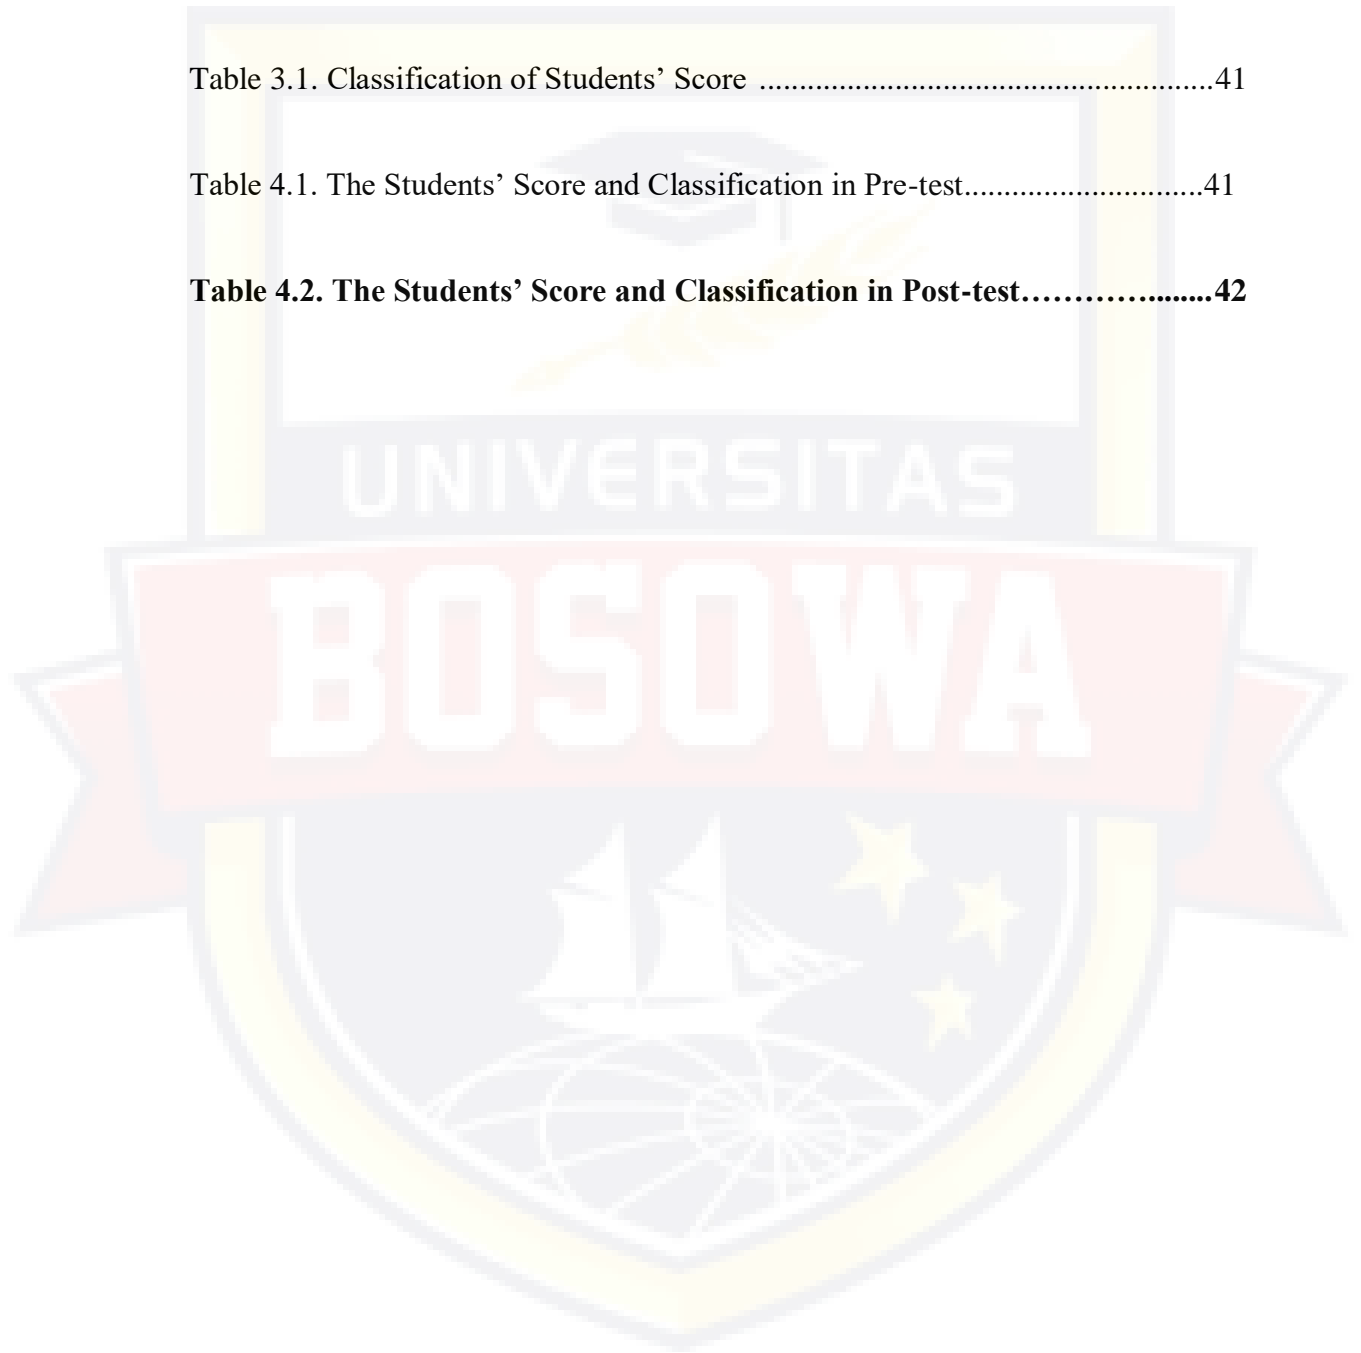 Table 3.1. Classification of Students’ Score ........................................................41
Table 4.1. The Students’ Score and Classification in Pre-test.............................41
Table 4.2. The Students’ Score and Classification in Post-test………….........42
UNIVERSITAS
BOSOWA